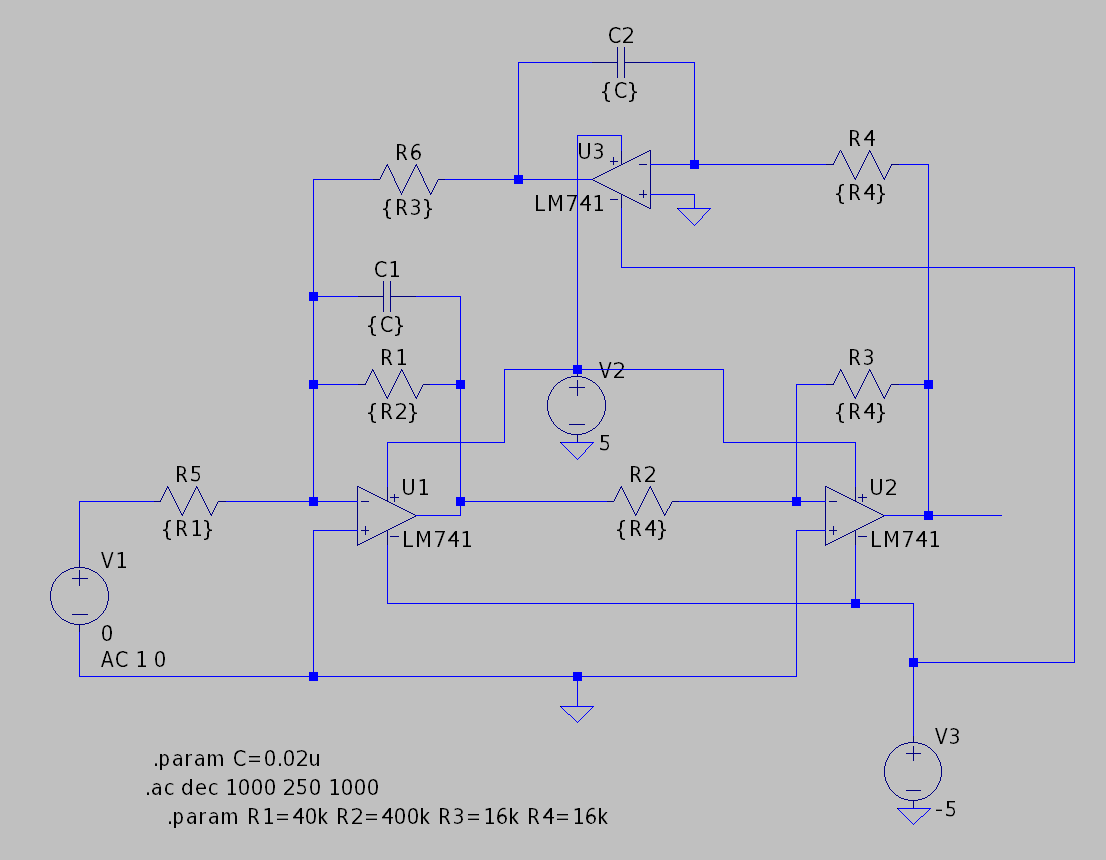 C2
{C}
R4
{R4}
U3
LM741
R6
{R3}
C1
{C}
R1
{R2}
V2
5
R3
{R4}
R5
{R1}
U1
LM741
R2
{R4}
U2
LM741
V1
0
AC 1 0
V3
-5
.param C=0.02u
.ac dec 1000 250 1000
.param R1=40k R2=400k R3=16k R4=16k